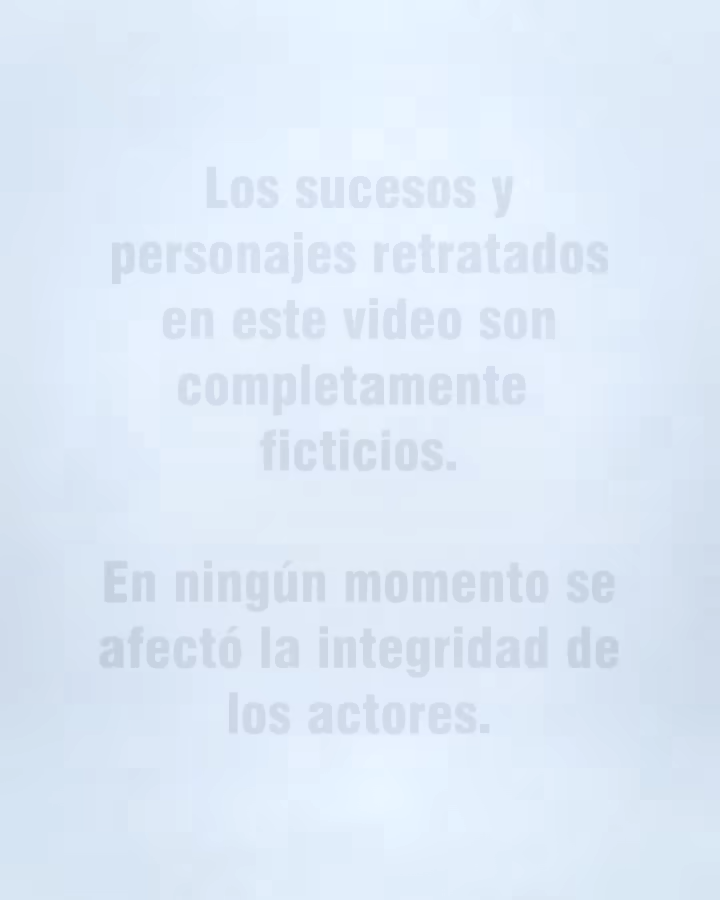 Los sucesos y
personajes retratados
en este video son
completamente
ficticios.
En ningún momento se
afectó la integridad de
los actores.